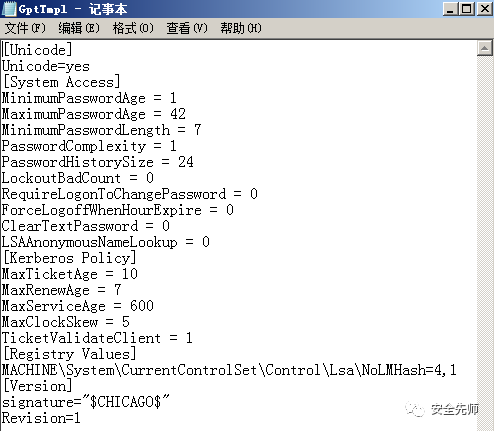 GptTmpl - 记事本
文件(F) 编辑(E) 格式(O) 查看(V) 帮助(H)
[Unicode]
Unicode=yes
[System Access]
MinimumPasswordAge = 1
MaximumPasswordAge = 42
MinimumPasswordLength = 7
PasswordComplexity = 1
PasswordHistorySize = 24
LockoutBadCount = 0
RequireLogonToChangePassword = 0
ForceLogoffWhenHourExpire = 0
ClearTextPassword = 0
LSAAnonymousNameLookup = 0
[Kerberos Policy]
MaxTicketAge = 10
MaxRenewAge = 7
MaxServiceAge = 600
MaxClockSkew = 5
TicketValidateClient = 1
[Registry Values]
MACHINE\System\CurrentControlSet\Control\Lsa\NoLMHash=4,1
[Version]
signature="$CHICAGO$"
Revision=1
安全先师